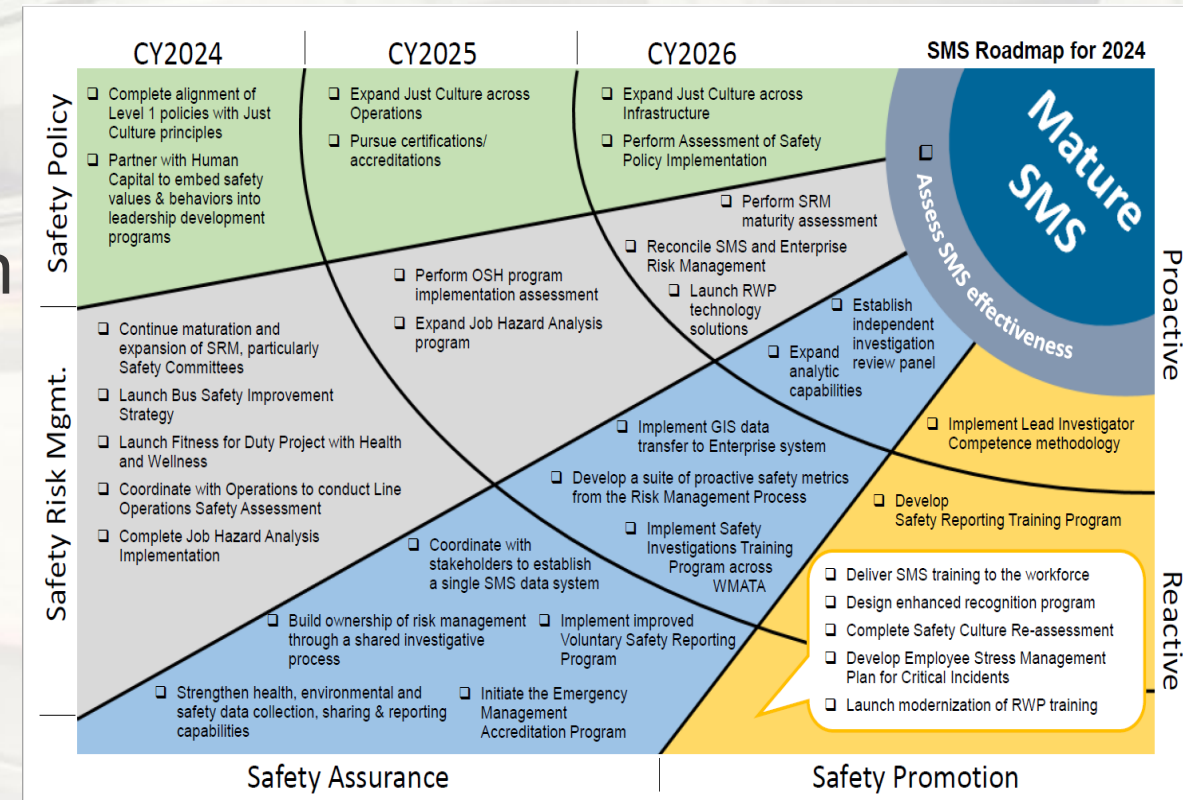 CY2024
CY2025
CY2026
SMS Roadmap for 2024
Safety Policy
❑ Complete alignment of
Level 1 policies with Just
Culture principles
❑ Partner with Human
Capital to embed safety
values & behaviors into
leadership development
programs
❑ Expand Just Culture across
Operations
❑ Pursue certifications/
accreditations
❑ Expand Just Culture across
Infrastructure
❑ Perform Assessment of Safety
Policy Implementation
Mature
SMS
❑ Assess SMS effectiveness
n
Safety Risk Mgmt.
❑ Continue maturation and
expansion of SRM, particularly
Safety Committees
❑ Launch Bus Safety Improvement
Strategy
❑ Launch Fitness for Duty Project with Health
and Wellness
❑ Coordinate with Operations to conduct Line
Operations Safety Assessment
❑ Complete Job Hazard Analysis
Implementation
❑ Perform OSH program
implementation assessment
❑ Expand Job Hazard Analysis
program
❑ Perform SRM
maturity assessment
❑ Reconcile SMS and Enterprise
Risk Management
❑ Launch RWP
technology
solutions
❑ Establish
independent
investigation
review panel
❑ Expand
analytic
capabilities
❑ Implement GIS data
transfer to Enterprise system
❑ Develop a suite of proactive safety metrics
from the Risk Management Process
❑ Implement Safety
Investigations Training
Program across
WMATA
❑ Coordinate with
stakeholders to establish
a single SMS data system
❑ Build ownership of risk management
through a shared investigative
process
❑ Implement improved
Voluntary Safety Reporting
Program
❑ Strengthen health, environmental and
safety data collection, sharing & reporting
capabilities
❑ Initiate the Emergency
Management
Accreditation Program
❑ Implement Lead Investigator
Competence methodology
❑ Develop
Safety Reporting Training Program
❑ Deliver SMS training to the workforce
❑ Design enhanced recognition program
❑ Complete Safety Culture Re-assessment
❑ Develop Employee Stress Management
Plan for Critical Incidents
❑ Launch modernization of RWP training
Proactive
Reactive
Safety Assurance
Safety Promotion